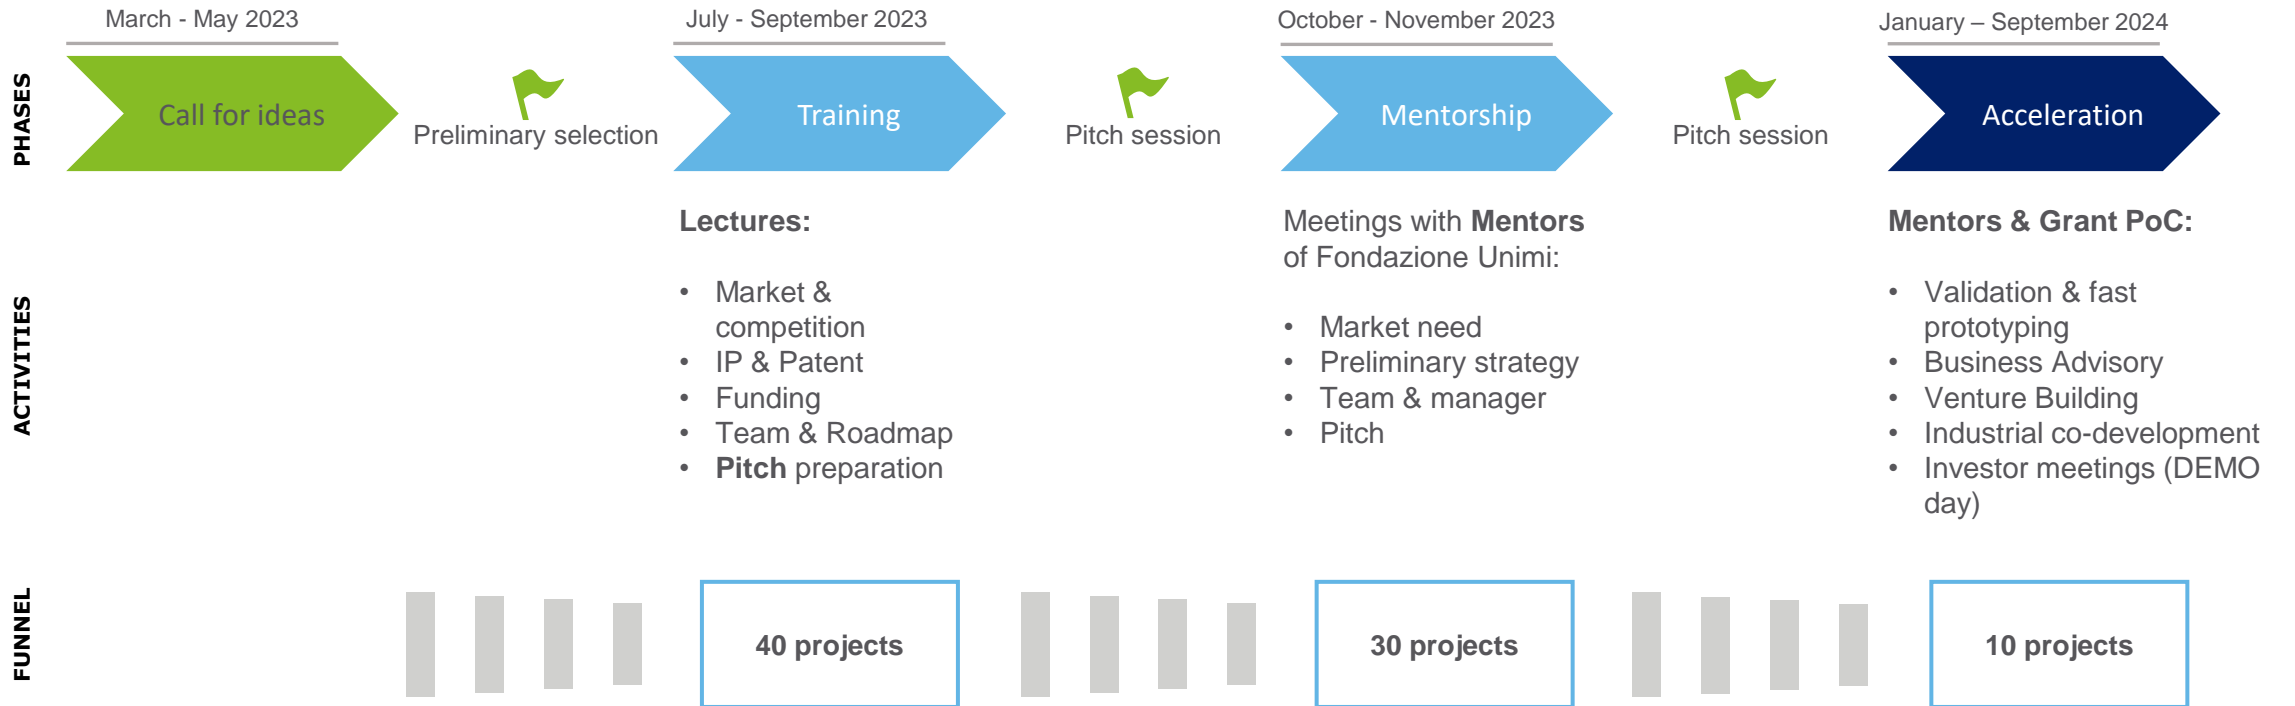 March - May 2023
July - September 2023
October - November 2023
January – September 2024
PHASES
Call for ideas
Preliminary selection
Training
Pitch session
Mentorship
Pitch session
Acceleration
ACTIVITIES
Lectures:
• Market &
competition
• IP & Patent
• Funding
• Team & Roadmap
• Pitch preparation
Meetings with Mentors
of Fondazione Unimi:
• Market need
• Preliminary strategy
• Team & manager
• Pitch
Mentors & Grant PoC:
• Validation & fast
prototyping
• Business Advisory
• Venture Building
• Industrial co-development
• Investor meetings (DEMO
day)
FUNNEL
40 projects
30 projects
10 projects